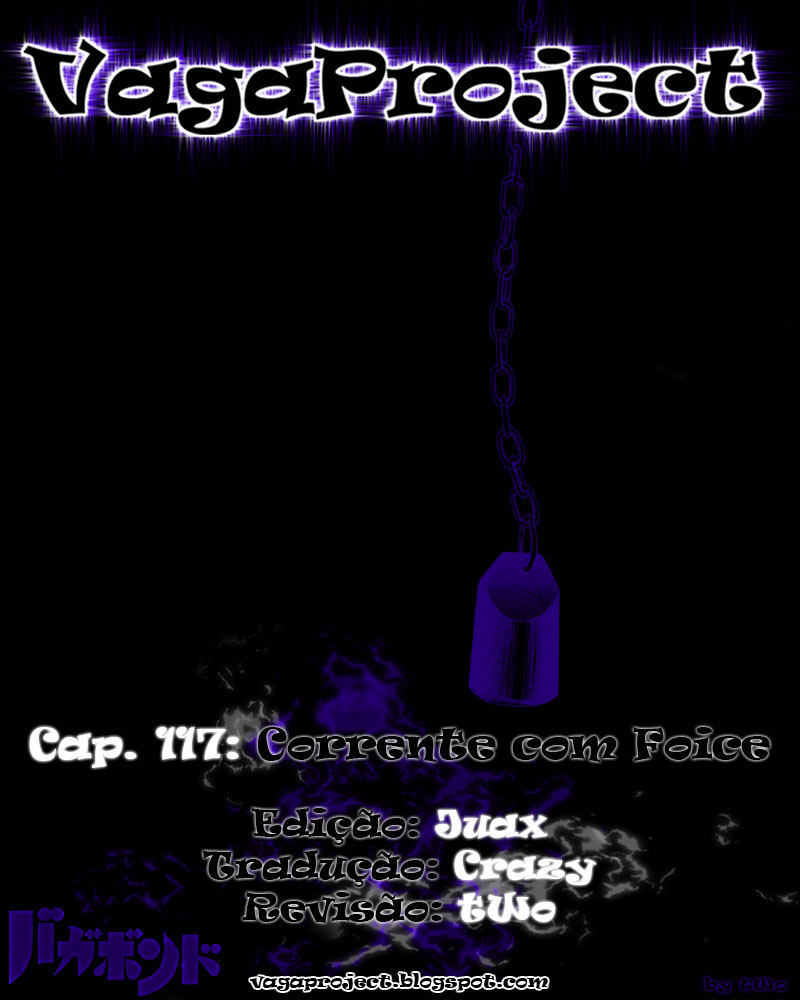 VagaProject
Cap. 117: Corrente com Foice
Edição: Juax
Tradução: Crazy
Revisão: tWo
バガボンド
vagaproject.blogspot.com
by tWo